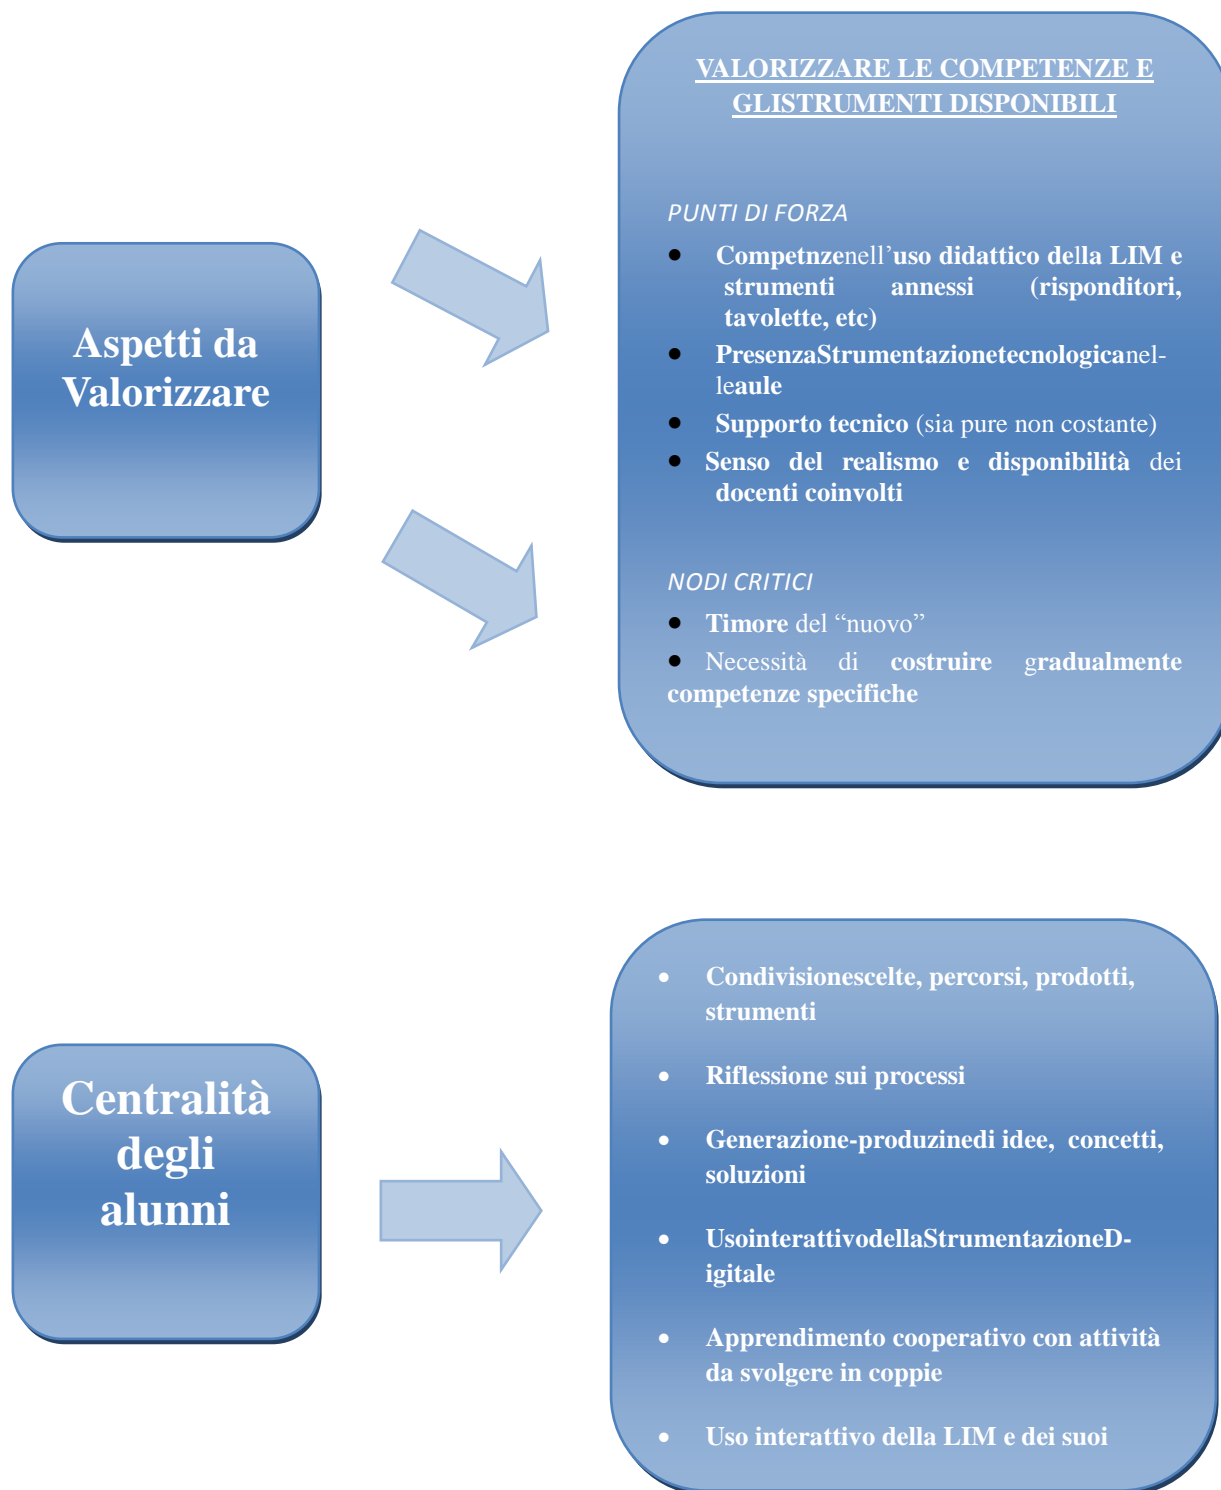 Aspetti da
Valorizzare
VALORIZZARE LE COMPETENZE E
GLISTRUMENTI DISPONIBILI
PUNTI DI FORZA
● Competnzenell’uso didattico della LIM e
strumenti annessi (risponditori,
tavolette, etc)
● PresenzaStrumentazionetecnologicanel-
leaule
● Supporto tecnico (sia pure non costante)
● Senso del realismo e disponibilità dei
docenti coinvolti
NODI CRITICI
● Timore del “nuovo”
● Necessità di costruire gradualmente
competenze specifiche
Centralità
degli
alunni
• Condivisionescelte, percorsi, prodotti,
strumenti
• Riflessione sui processi
• Generazione-produzinedi idee, concetti,
soluzioni
• UsointerattivodellaStrumentazioneD-
igitale
• Apprendimento cooperativo con attività
da svolgere in coppie
• Uso interattivo della LIM e dei suoi